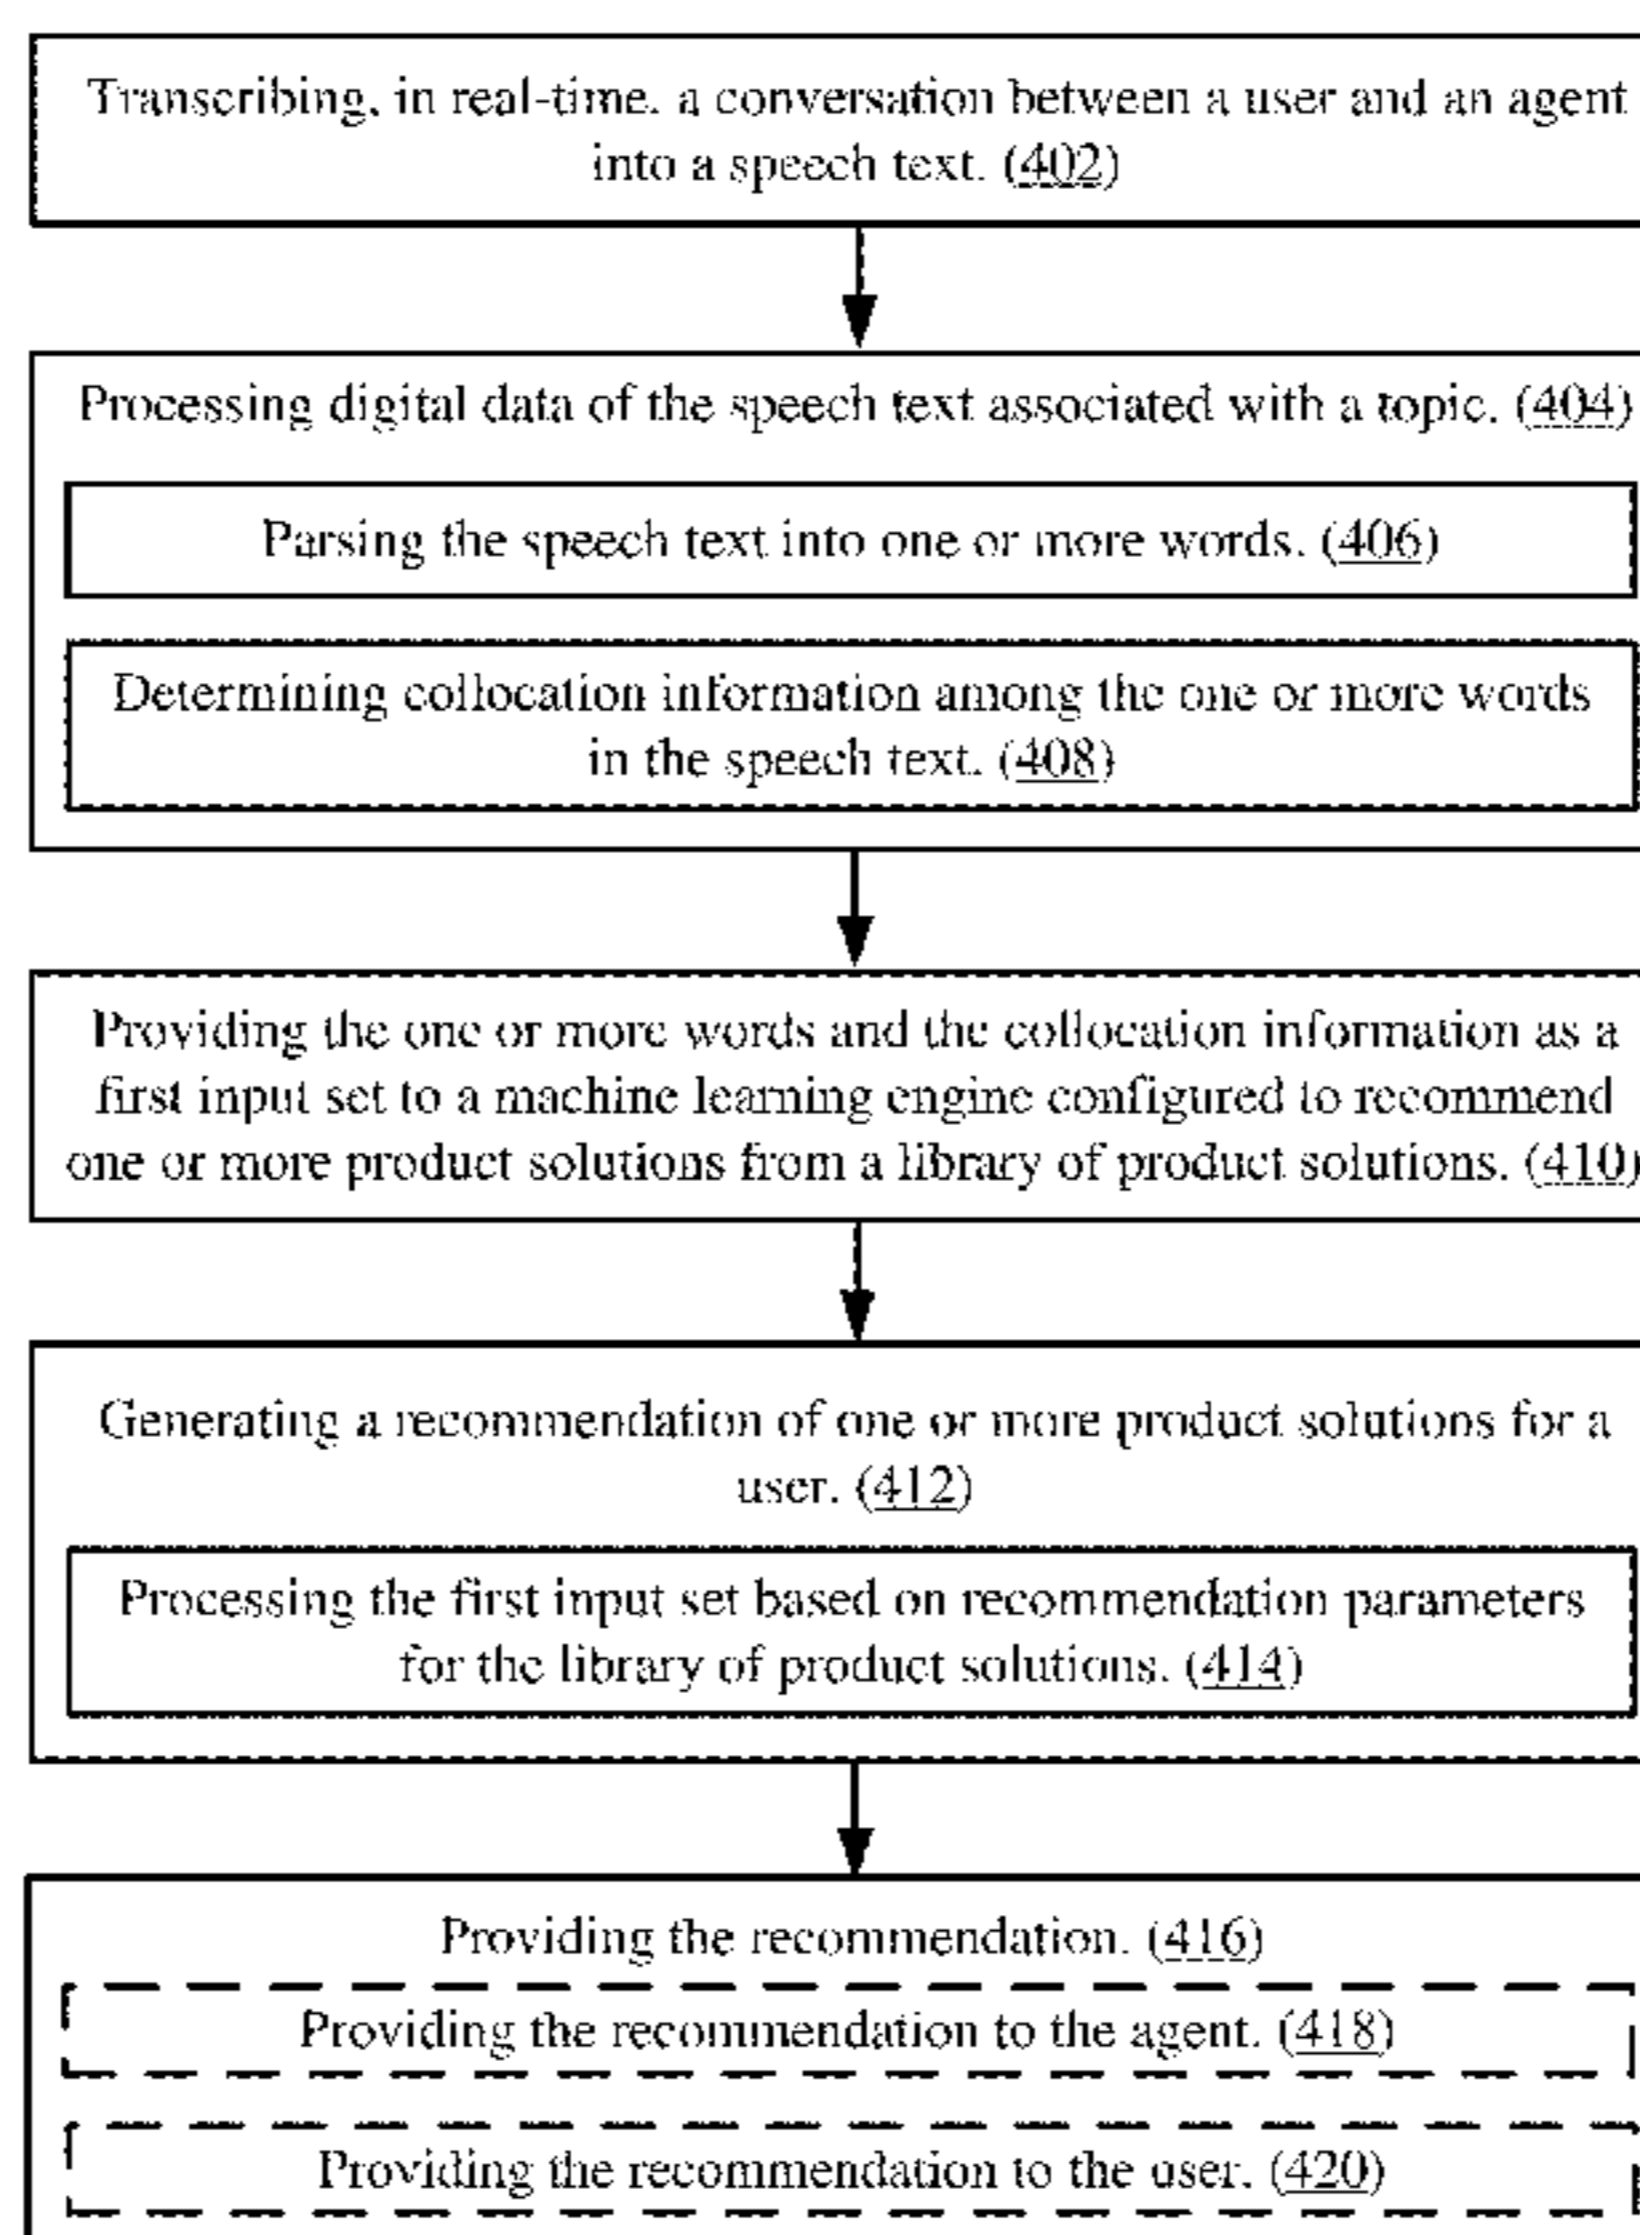 Transcribing, in real-time, a conversation between a user and an agent
into a speech text. (402)
Processing digital data of the speech text associated with a topic. (404)
Parsing the speech text into one or more words. (406)
Determining collocation information among the one or more words
in the speech text. (408)
Providing the one or more words and the collocation information as a
first input set to a machine learning engine configured to recommend
one or more product solutions from a library of product solutions. (410)
Generating a recommendation of one or more product solutions for a
user. (412)
Processing the first input set based on recommendation parameters
for the library of product solutions. (414)
Providing the recommendation. (416)
Providing the recommendation to the agent. (418)
Providing the recommendation to the user. (420)